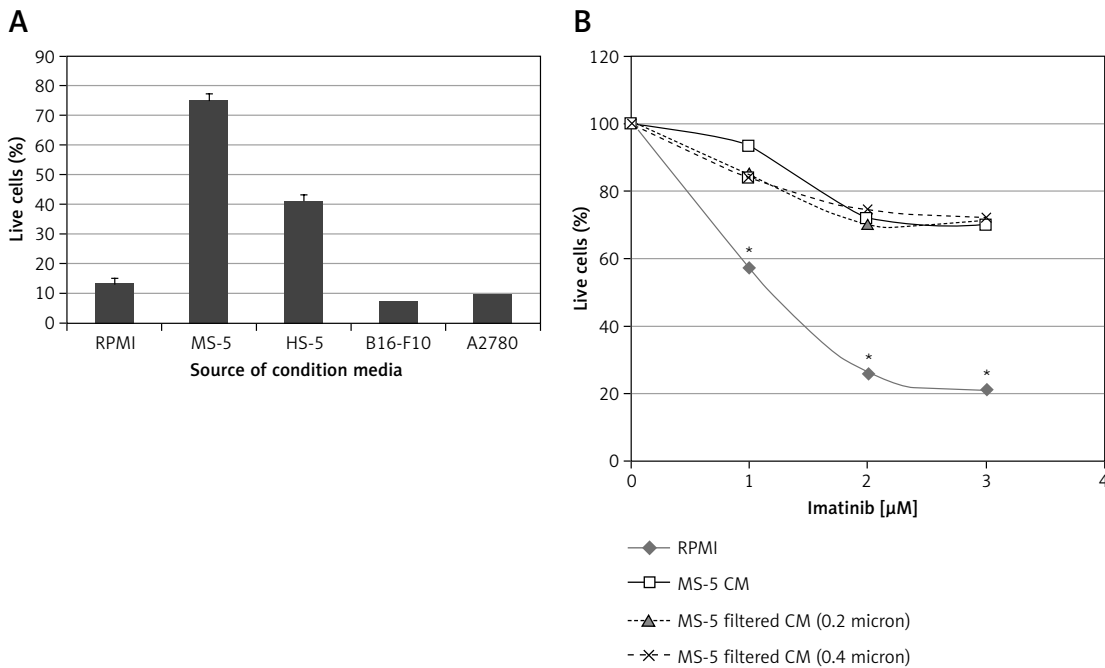 A
90
80
70
60
50
40
30
20
10
0
Live cells (%)
RPMI MS-5 HS-5 B16-F10 A2780
Source of condition media
B
120
100
80
60
40
20
0
Live cells (%)
*
*
*
0 1 2 3 4
Imatinib [µM]
RPMI
MS-5 CM
MS-5 filtered CM (0.2 micron)
MS-5 filtered CM (0.4 micron)